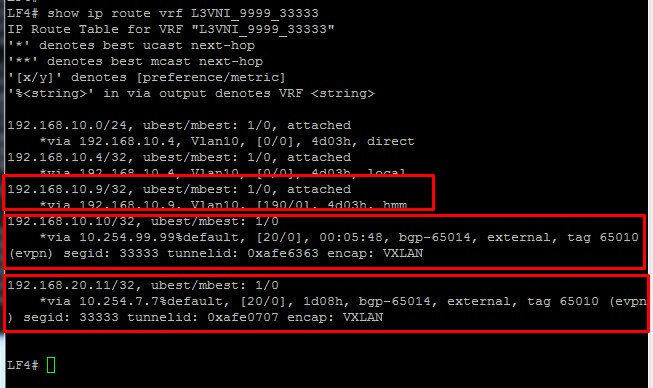 LF4# show ip route vrf L3VNI_9999_33333
IP Route Table for VRF "L3VNI_9999_33333"
'*' denotes best ucast next-hop
'**' denotes best mcast next-hop
'[x/y]' denotes [preference/metric]
'%<string>' in via output denotes VRF <string>
192.168.10.0/24, ubest/mbest: 1/0, attached
*via 192.168.10.4, Vlan10, [0/0], 4d03h, direct
192.168.10.4/32, ubest/mbest: 1/0, attached
*via 192.168.10.4, Vlan10, [0/0], 4d03h, local
192.168.10.9/32, ubest/mbest: 1/0, attached
*via 192.168.10.9, Vlan10, [190/0], 4d03h, hmm
192.168.10.10/32, ubest/mbest: 1/0
*via 10.254.99.99%default, [20/0], 00:05:48, bgp-65014, external, tag 65010
(evpn) segid: 33333 tunnelid: 0xafe6363 encap: VXLAN
192.168.20.11/32, ubest/mbest: 1/0
*via 10.254.7.7%default, [20/0], 1d08h, bgp-65014, external, tag 65010 (evpn
) segid: 33333 tunnelid: 0xafe0707 encap: VXLAN
LF4#